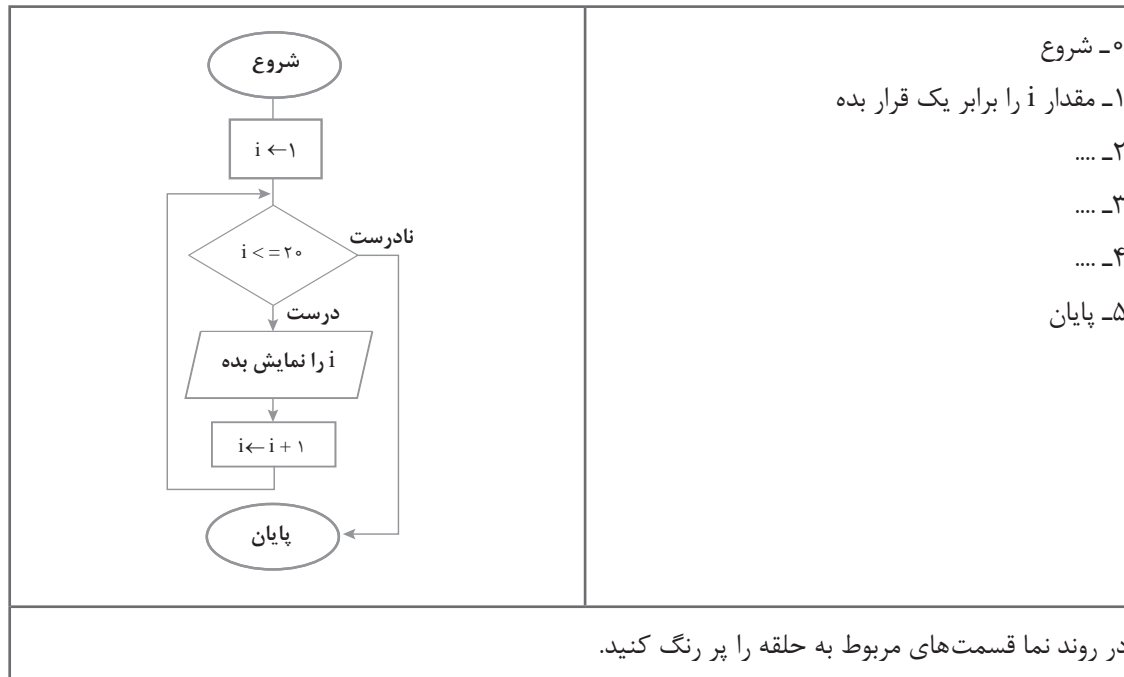 ۰ـ شروع
۱ـ مقدار i را برابر یک قرار بده
۲ـ ....
۳ـ ....
۴ـ ....
۵ـ پایان
شروع
i ←۱
i < = ۲۰
نادرست
درست
i را نمایش بده
i ← i + ۱
پایان
در روند نما قسمت‌های مربوط به حلقه را پر رنگ کنید.